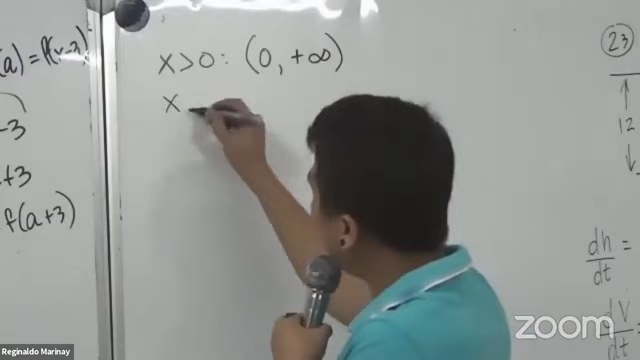 (a) = f(x-3)
-3
+3
f(a+3)
x>0: (0, +∞)
x
23
12
dh/dt =
dV/dt =
zoom
Reginaldo Marinay